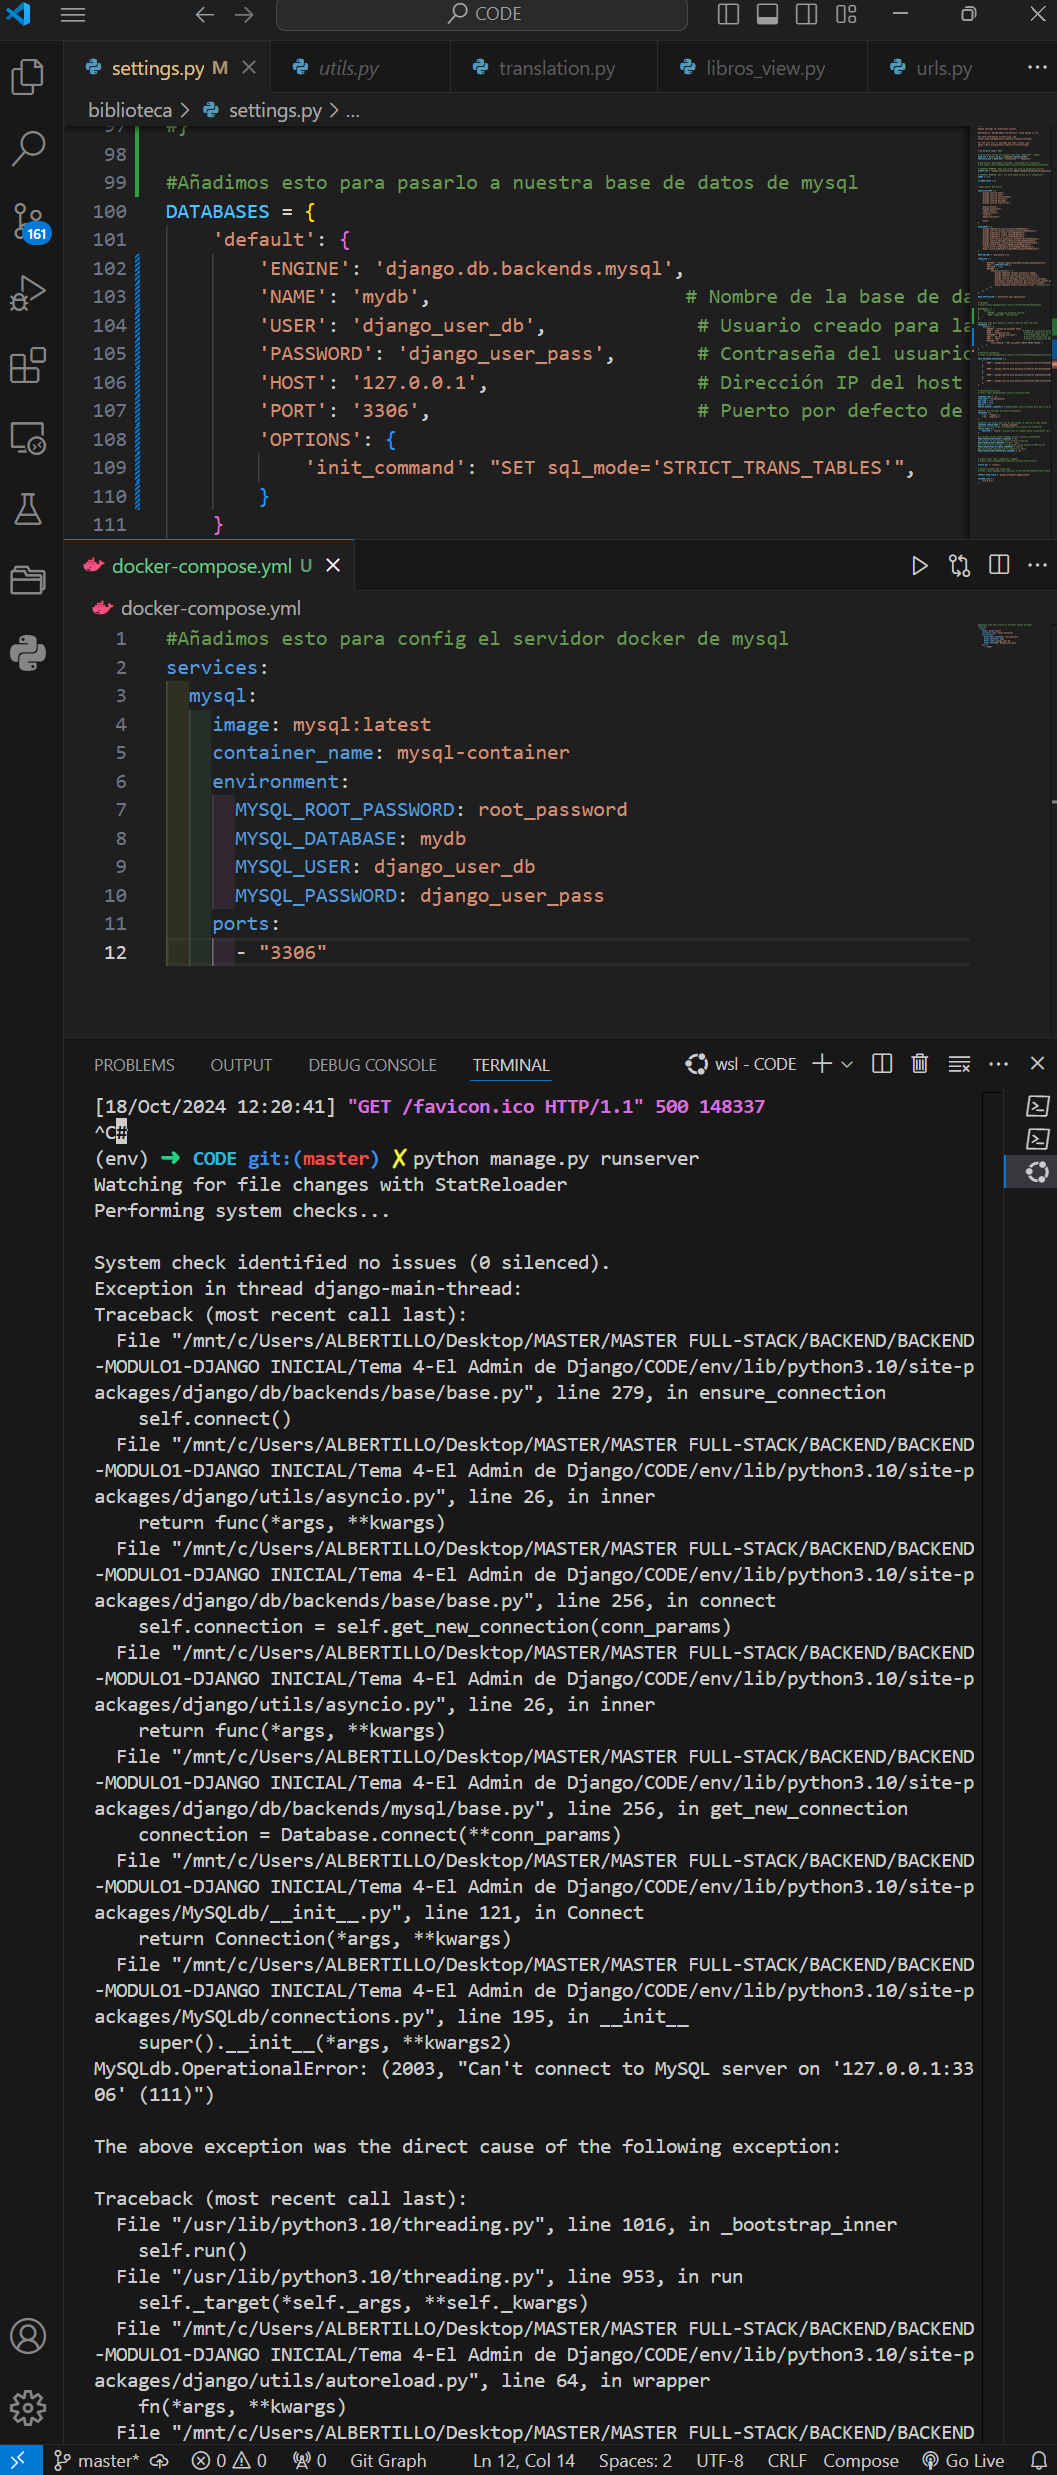 CODE
settings.py M
utils.py
translation.py
libros_view.py
urls.py
biblioteca > settings.py > ...
97 #}
98
99 #Añadimos esto para pasarlo a nuestra base de datos de mysql
100 DATABASES = {
101 'default': {
102 'ENGINE': 'django.db.backends.mysql',
103 'NAME': 'mydb', # Nombre de la base de da
104 'USER': 'django_user_db', # Usuario creado para la
105 'PASSWORD': 'django_user_pass', # Contraseña del usuario
106 'HOST': '127.0.0.1', # Dirección IP del host
107 'PORT': '3306', # Puerto por defecto de
108 'OPTIONS': {
109 'init_command': "SET sql_mode='STRICT_TRANS_TABLES'",
110 }
111 }
161
docker-compose.yml U
docker-compose.yml
1 #Añadimos esto para config el servidor docker de mysql
2 services:
3 mysql:
4 image: mysql:latest
5 container_name: mysql-container
6 environment:
7 MYSQL_ROOT_PASSWORD: root_password
8 MYSQL_DATABASE: mydb
9 MYSQL_USER: django_user_db
10 MYSQL_PASSWORD: django_user_pass
11 ports:
12 - "3306"
PROBLEMS OUTPUT DEBUG CONSOLE TERMINAL wsl - CODE
[18/Oct/2024 12:20:41] "GET /favicon.ico HTTP/1.1" 500 148337
^C#
(env) ➜ CODE git:(master) ✗ python manage.py runserver
Watching for file changes with StatReloader
Performing system checks...
System check identified no issues (0 silenced).
Exception in thread django-main-thread:
Traceback (most recent call last):
File "/mnt/c/Users/ALBERTILLO/Desktop/MASTER/MASTER FULL-STACK/BACKEND/BACKEND
-MODULO1-DJANGO INICIAL/Tema 4-El Admin de Django/CODE/env/lib/python3.10/site-p
ackages/django/db/backends/base/base.py", line 279, in ensure_connection
self.connect()
File "/mnt/c/Users/ALBERTILLO/Desktop/MASTER/MASTER FULL-STACK/BACKEND/BACKEND
-MODULO1-DJANGO INICIAL/Tema 4-El Admin de Django/CODE/env/lib/python3.10/site-p
ackages/django/utils/asyncio.py", line 26, in inner
return func(*args, **kwargs)
File "/mnt/c/Users/ALBERTILLO/Desktop/MASTER/MASTER FULL-STACK/BACKEND/BACKEND
-MODULO1-DJANGO INICIAL/Tema 4-El Admin de Django/CODE/env/lib/python3.10/site-p
ackages/django/db/backends/base/base.py", line 256, in connect
self.connection = self.get_new_connection(conn_params)
File "/mnt/c/Users/ALBERTILLO/Desktop/MASTER/MASTER FULL-STACK/BACKEND/BACKEND
-MODULO1-DJANGO INICIAL/Tema 4-El Admin de Django/CODE/env/lib/python3.10/site-p
ackages/django/utils/asyncio.py", line 26, in inner
return func(*args, **kwargs)
File "/mnt/c/Users/ALBERTILLO/Desktop/MASTER/MASTER FULL-STACK/BACKEND/BACKEND
-MODULO1-DJANGO INICIAL/Tema 4-El Admin de Django/CODE/env/lib/python3.10/site-p
ackages/django/db/backends/mysql/base.py", line 256, in get_new_connection
connection = Database.connect(**conn_params)
File "/mnt/c/Users/ALBERTILLO/Desktop/MASTER/MASTER FULL-STACK/BACKEND/BACKEND
-MODULO1-DJANGO INICIAL/Tema 4-El Admin de Django/CODE/env/lib/python3.10/site-p
ackages/MySQLdb/__init__.py", line 121, in Connect
return Connection(*args, **kwargs)
File "/mnt/c/Users/ALBERTILLO/Desktop/MASTER/MASTER FULL-STACK/BACKEND/BACKEND
-MODULO1-DJANGO INICIAL/Tema 4-El Admin de Django/CODE/env/lib/python3.10/site-p
ackages/MySQLdb/connections.py", line 195, in __init__
super().__init__(*args, **kwargs2)
MySQLdb.OperationalError: (2003, "Can't connect to MySQL server on '127.0.0.1:33
06' (111)")
The above exception was the direct cause of the following exception:
Traceback (most recent call last):
File "/usr/lib/python3.10/threading.py", line 1016, in _bootstrap_inner
self.run()
File "/usr/lib/python3.10/threading.py", line 953, in run
self._target(*self._args, **self._kwargs)
File "/mnt/c/Users/ALBERTILLO/Desktop/MASTER/MASTER FULL-STACK/BACKEND/BACKEND
-MODULO1-DJANGO INICIAL/Tema 4-El Admin de Django/CODE/env/lib/python3.10/site-p
ackages/django/utils/autoreload.py", line 64, in wrapper
fn(*args, **kwargs)
File "/mnt/c/Users/ALBERTILLO/Desktop/MASTER/MASTER FULL-STACK/BACKEND/BACKEND
master* 0 0 0 Git Graph Ln 12, Col 14 Spaces: 2 UTF-8 CRLF Compose Go Live